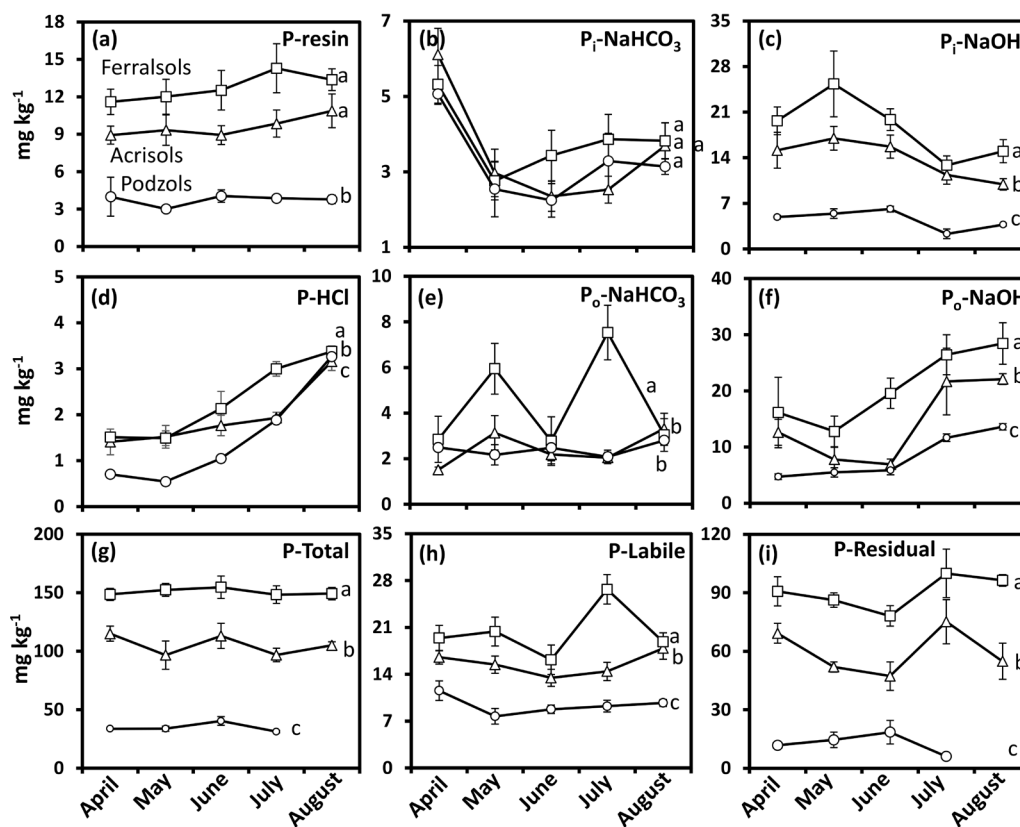 (a) P-resin
18
15
12
9
6
3
0
mg kg⁻¹
Ferralsols
Acrisols
Podzols
a
a
b
(b) Pᵢ-NaHCO₃
7
5
3
1
a
a a
a
(c) Pᵢ-NaOH
35
28
21
14
7
0
a
b
c
(d) P-HCl
5
4
3
2
1
0
mg kg⁻¹
a
b
c
(e) Pₒ-NaHCO₃
10
8
6
4
2
0
a
b
b
(f) Pₒ-NaOH
40
30
20
10
0
a
b
c
(g) P-Total
200
150
100
50
0
mg kg⁻¹
a
b
c
April May June July August
(h) P-Labile
35
28
21
14
7
0
a
b
c
April May June July August
(i) P-Residual
120
90
60
30
0
a
b
c
April May June July August